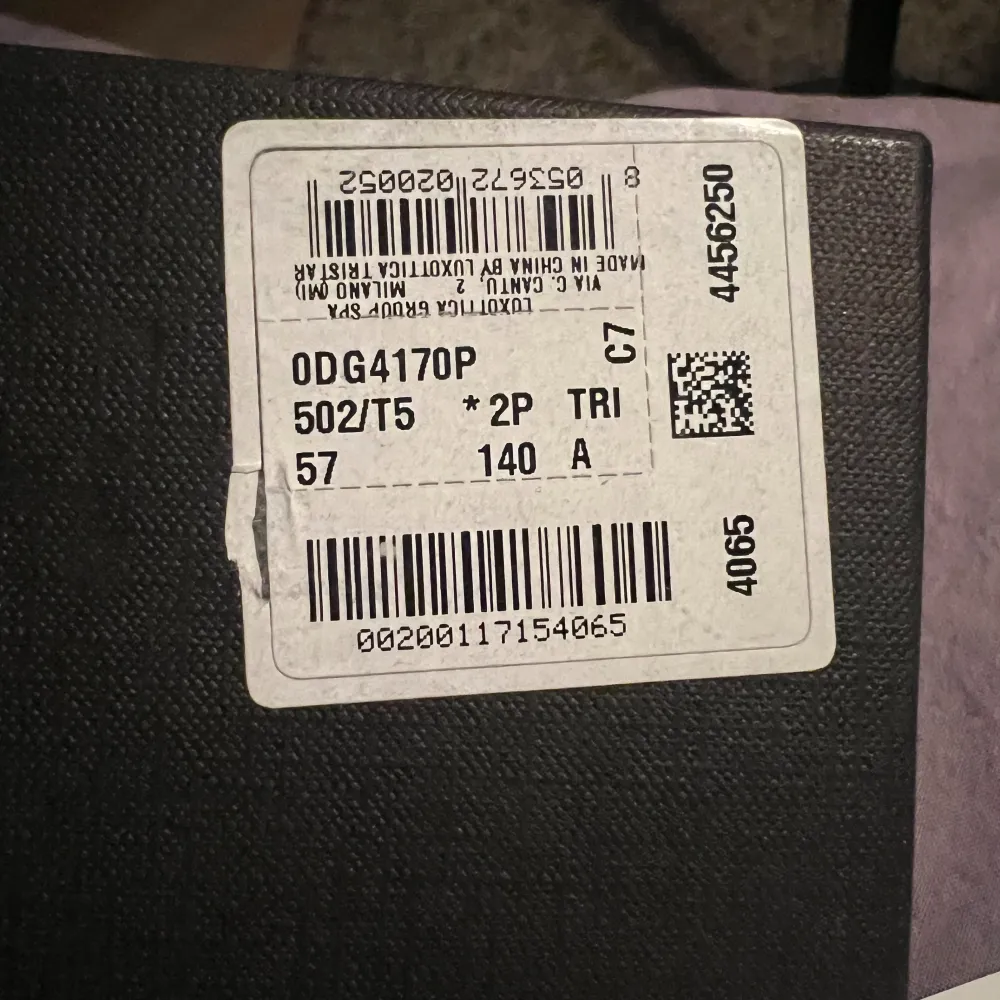 8 053672 020052
MADE IN CHINA BY LUXOTTICA TRISTAR
VIA C. CANTU, 2 MILANO (MI)
LUXOTTICA GROUP SPA
0DG4170P
C7
502/T5 *2P TRI
57 140 A
00200117154065
4456250
4065